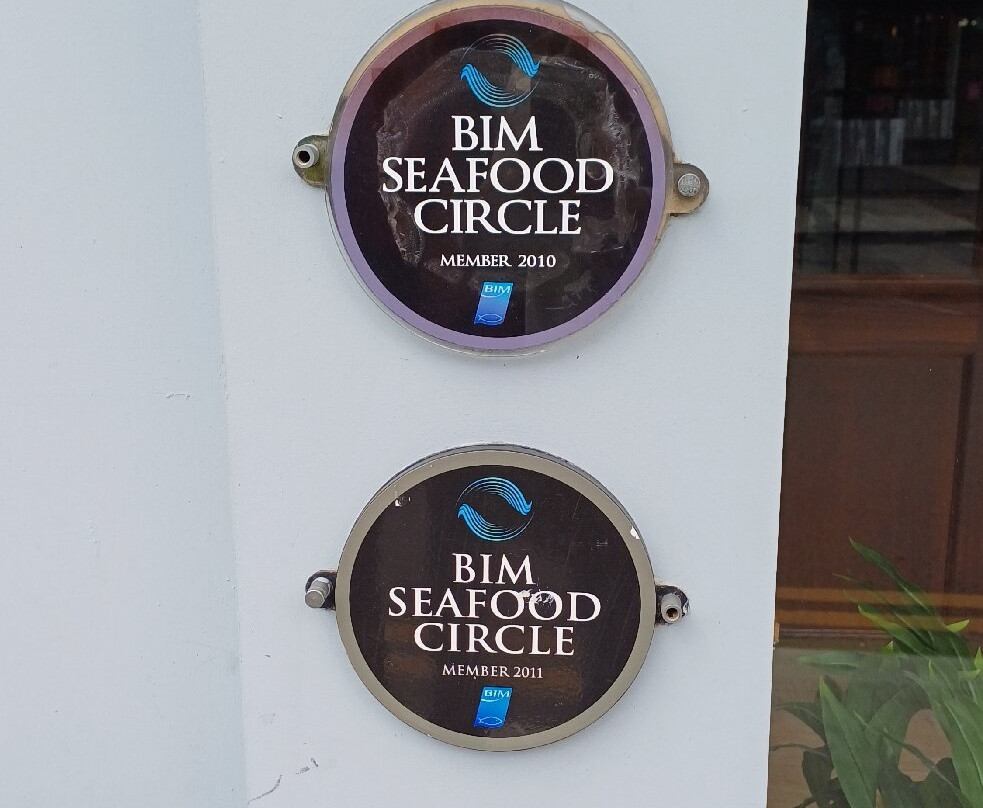 BIM
SEAFOOD
CIRCLE
MEMBER 2010
BIM
BIM
SEAFOOD
CIRCLE
MEMBER 2011
BIM